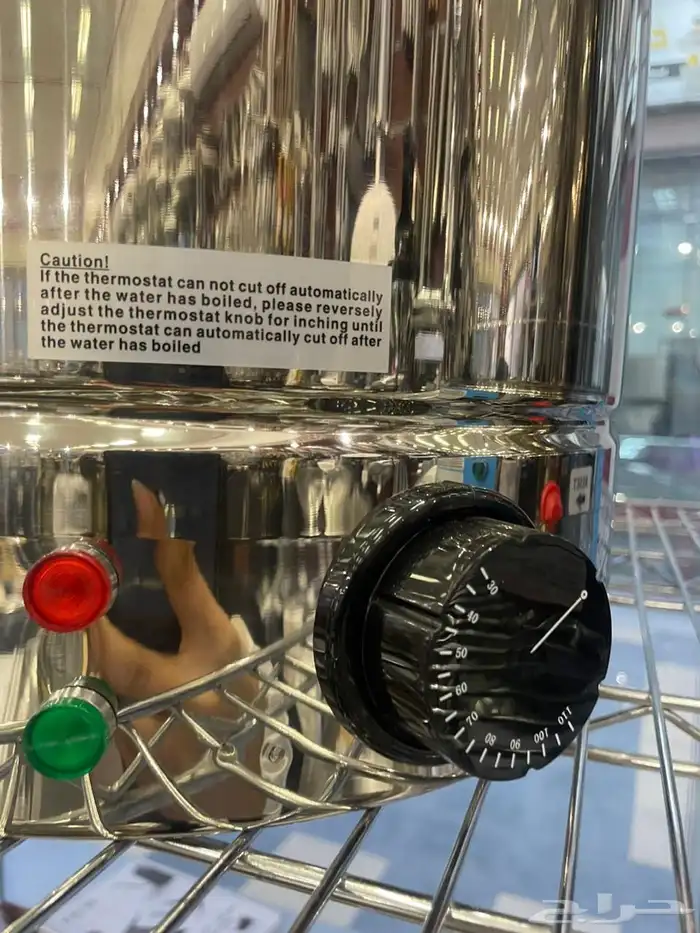 Caution!
If the thermostat can not cut off automatically
after the water has boiled, please reversely
adjust the thermostat knob for inching until
the thermostat can automatically cut off after
the water has boiled
30
40
50
60
70
80
90
100
110
حراج